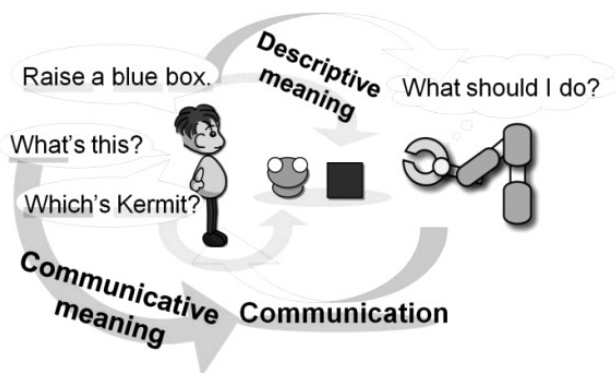 Raise a blue box.
Descriptive
meaning
What should I do?
What's this?
Which's Kermit?
Communicative
meaning
Communication